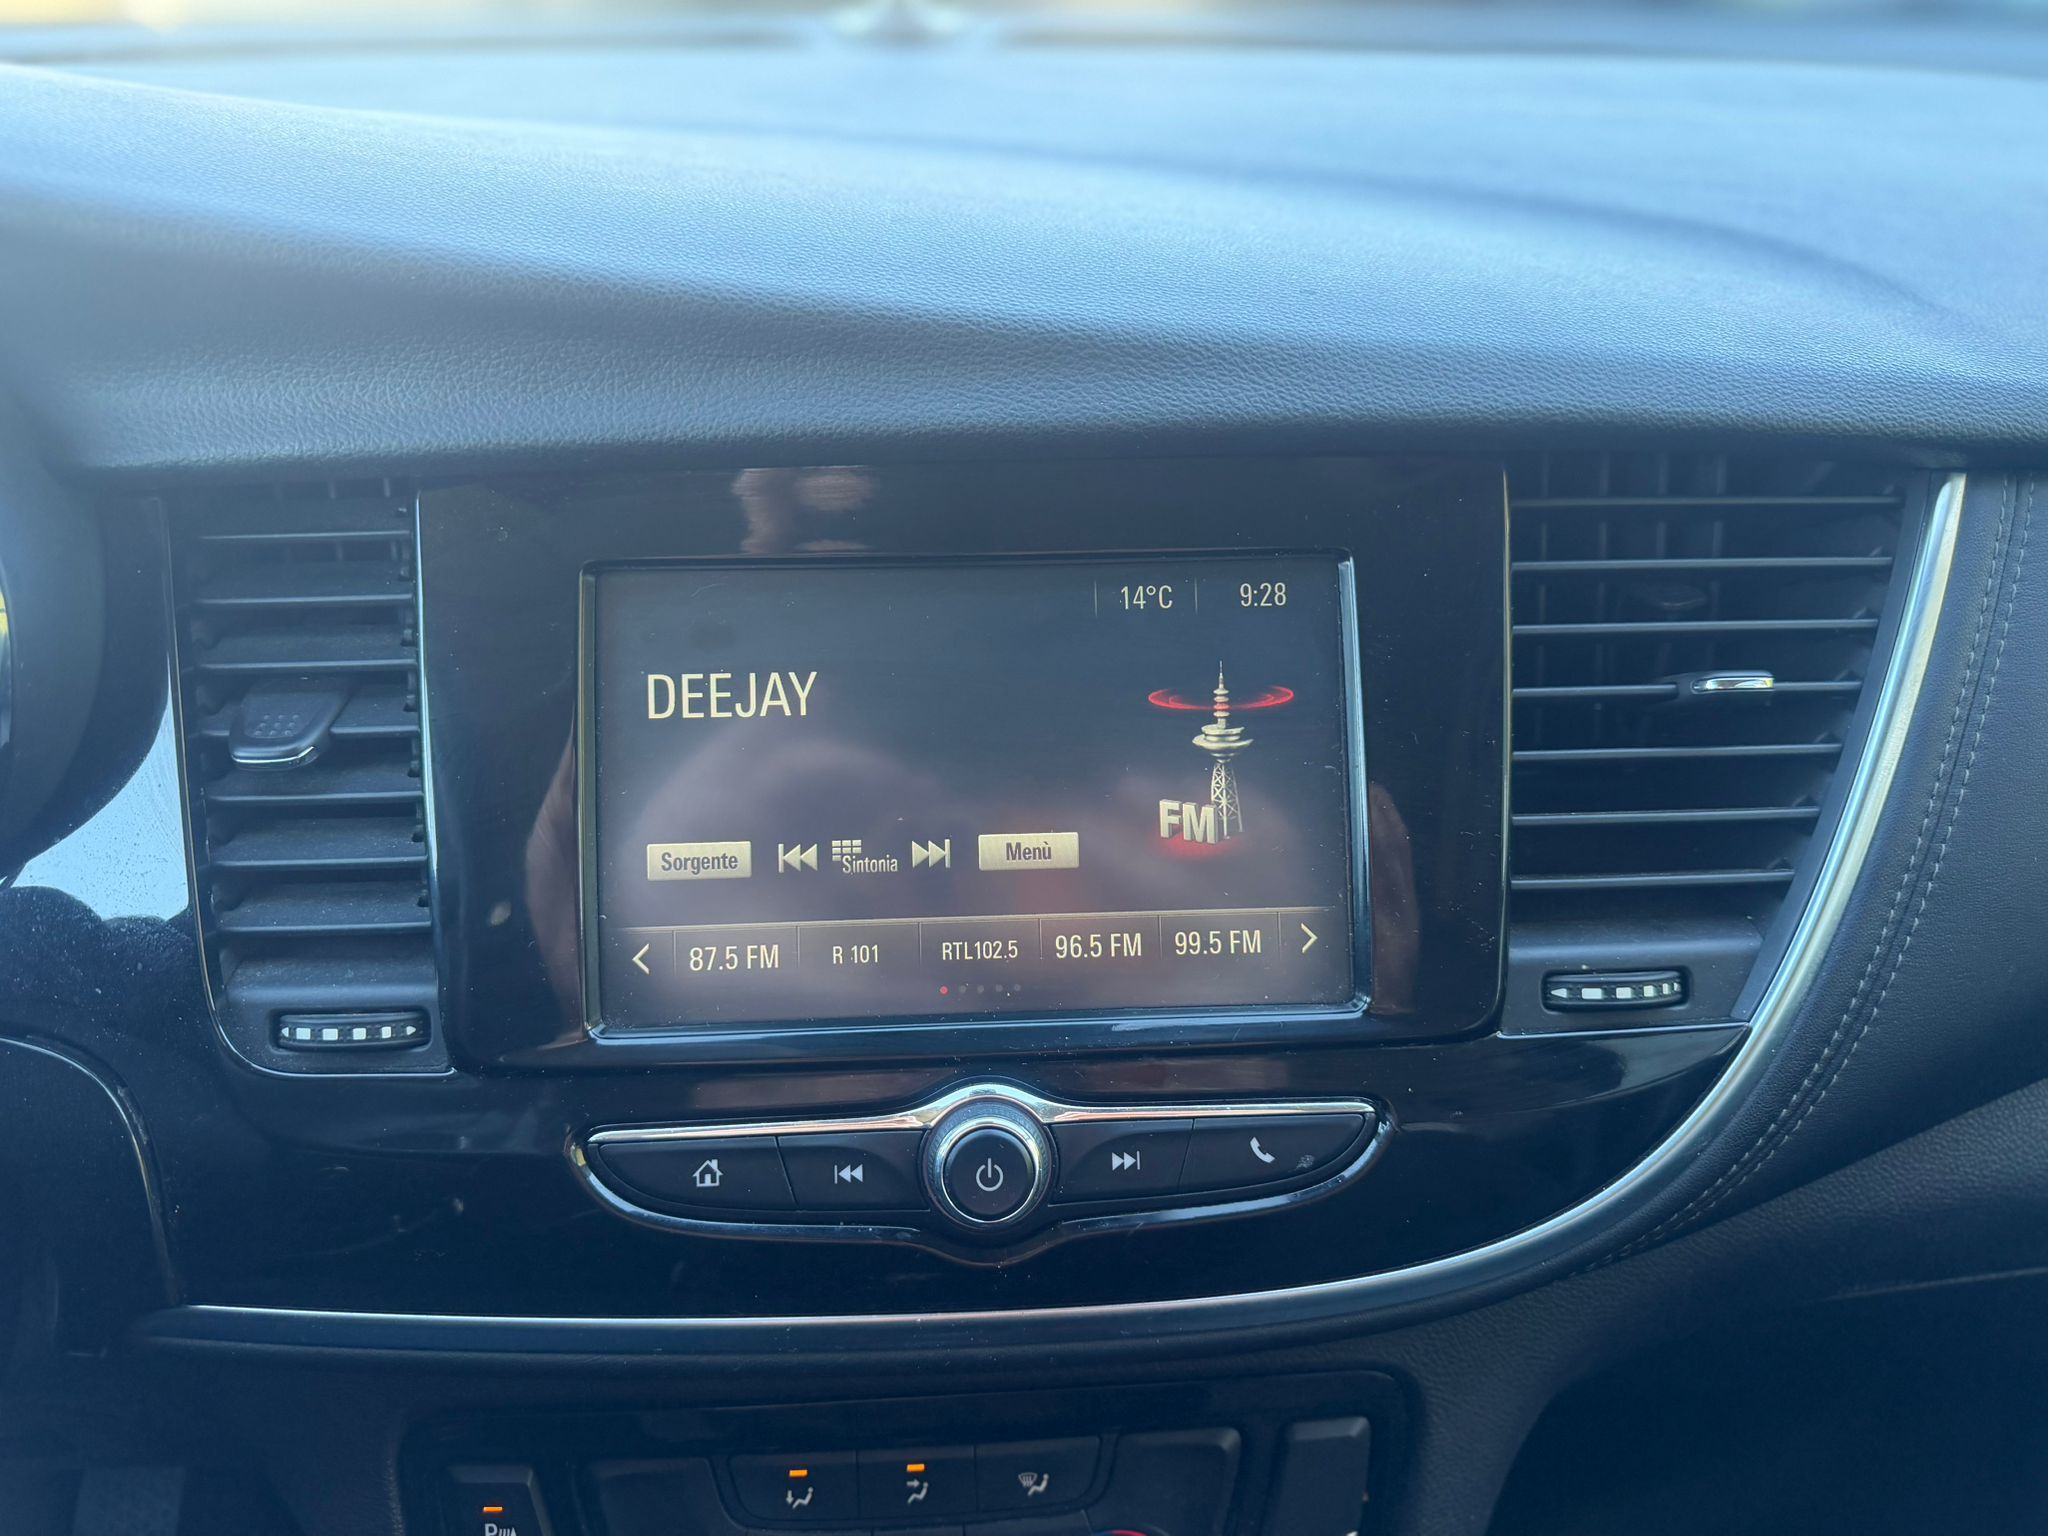 14°C 9:28
DEEJAY
FM
Sorgente Sintonia Menù
87.5 FM R 101 RTL102.5 96.5 FM 99.5 FM
P